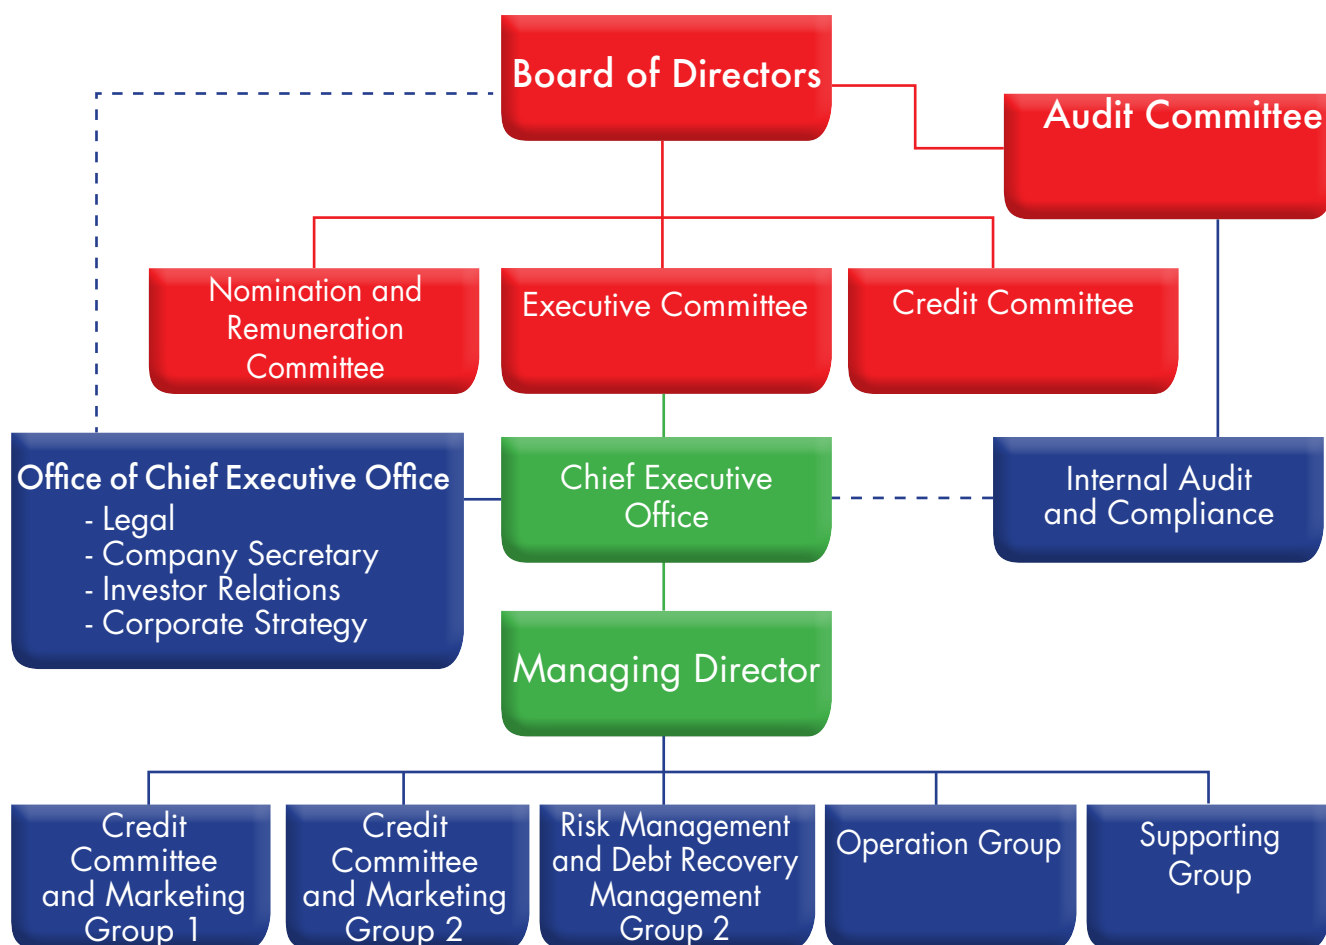 Board of Directors
Audit Committee
Nomination and
Remuneration
Committee
Executive Committee
Credit Committee
Office of Chief Executive Office
- Legal
- Company Secretary
- Investor Relations
- Corporate Strategy
Chief Executive
Office
Internal Audit
and Compliance
Managing Director
Credit
Committee
and Marketing
Group 1
Credit
Committee
and Marketing
Group 2
Risk Management
and Debt Recovery
Management
Group 2
Operation Group
Supporting
Group